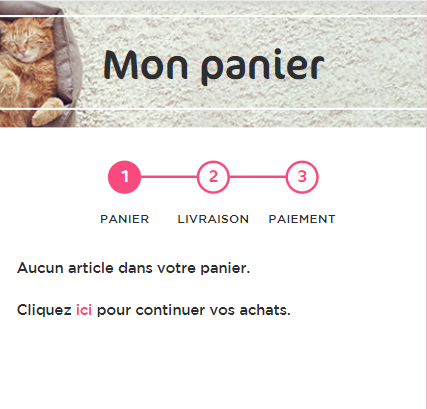 Mon panier
1 2 3
PANIER LIVRAISON PAIEMENT
Aucun article dans votre panier.
Cliquez ici pour continuer vos achats.